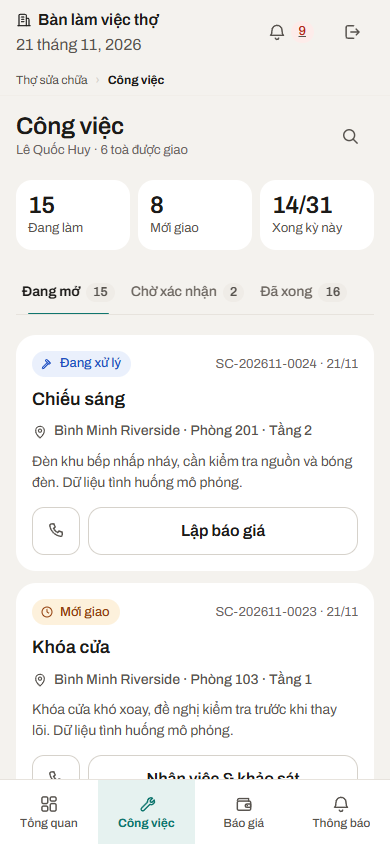 Bàn làm việc thợ
21 tháng 11, 2026
9
Thợ sửa chữa › Công việc
Công việc
Lê Quốc Huy · 6 toà được giao
15
Đang làm
8
Mới giao
14/31
Xong kỳ này
Đang mở 15
Chờ xác nhận 2
Đã xong 16
Đang xử lý
SC-202611-0024 · 21/11
Chiếu sáng
Bình Minh Riverside · Phòng 201 · Tầng 2
Đèn khu bếp nhấp nháy, cần kiểm tra nguồn và bóng
đèn. Dữ liệu tình huống mô phỏng.
Lập báo giá
Mới giao
SC-202611-0023 · 21/11
Khóa cửa
Bình Minh Riverside · Phòng 103 · Tầng 1
Khóa cửa khó xoay, đề nghị kiểm tra trước khi thay
lõi. Dữ liệu tình huống mô phỏng.
Nhận việc & khảo sát
Tổng quan
Công việc
Báo giá
Thông báo